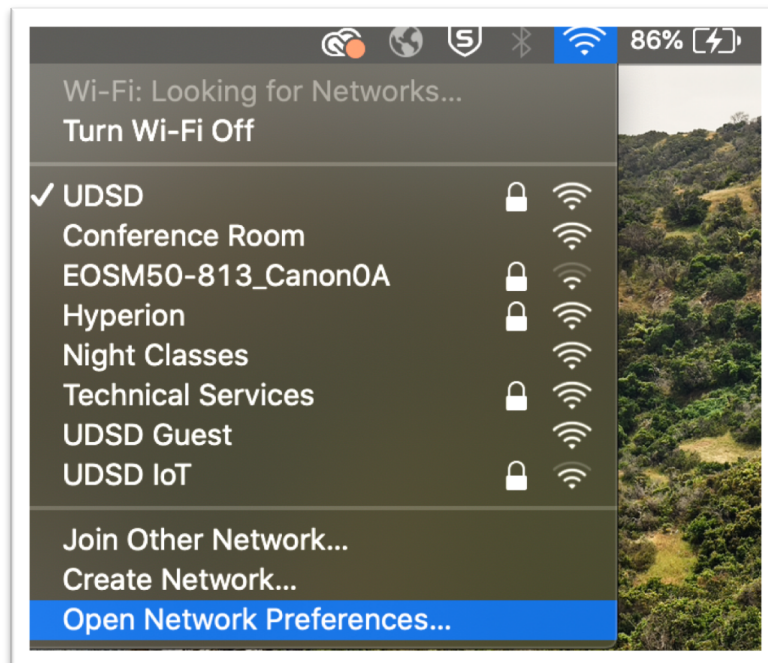 86%
Wi-Fi: Looking for Networks...
Turn Wi-Fi Off
UDSD
Conference Room
EOSM50-813_Canon0A
Hyperion
Night Classes
Technical Services
UDSD Guest
UDSD IoT
Join Other Network...
Create Network...
Open Network Preferences...